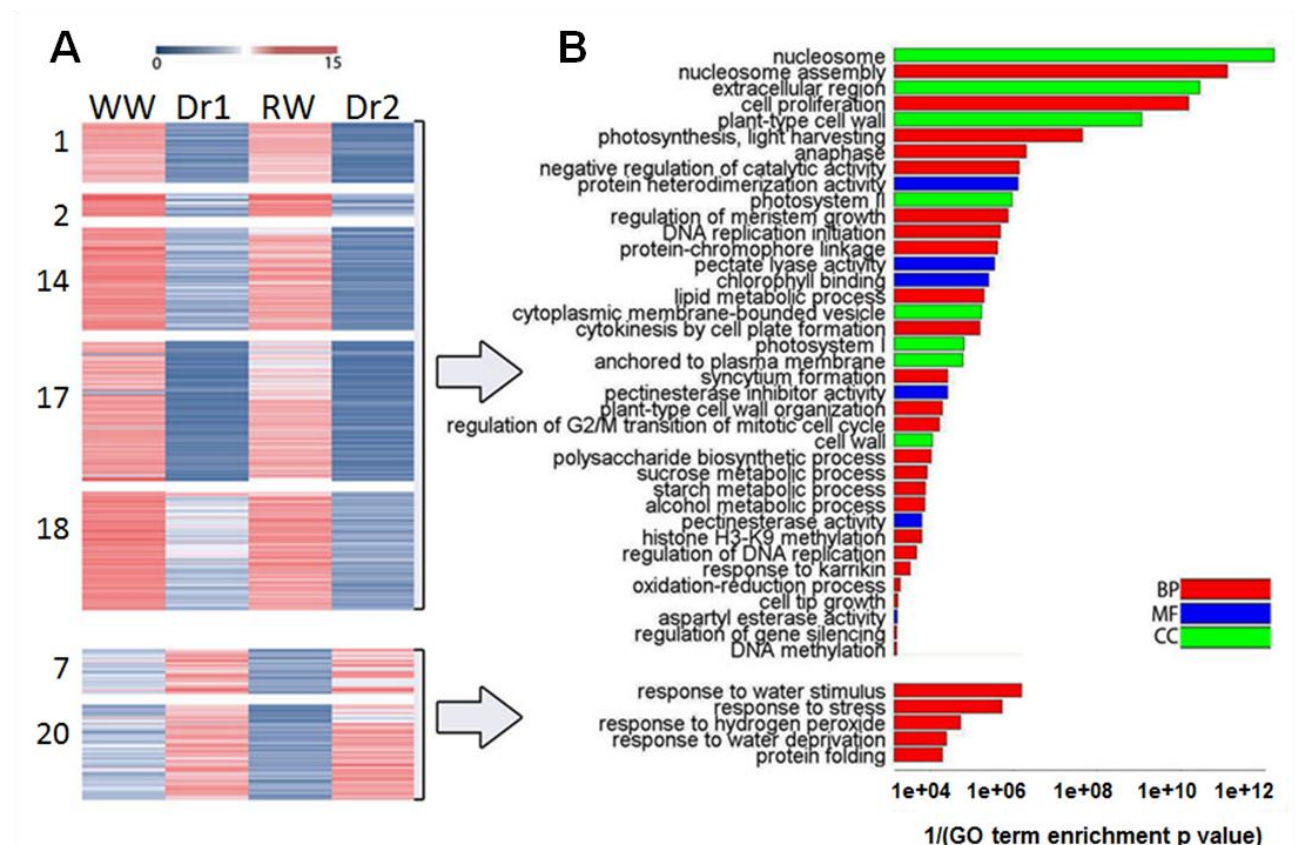 A
0 15
WW Dr1 RW Dr2
1
2
14
17
18
7
20
B
nucleosome
nucleosome assembly
extracellular region
cell proliferation
plant-type cell wall
photosynthesis, light harvesting
anaphase
negative regulation of catalytic activity
protein heterodimerization activity
photosystem II
regulation of meristem growth
DNA replication initiation
protein-chromophore linkage
pectate lyase activity
chlorophyll binding
lipid metabolic process
cytoplasmic membrane-bounded vesicle
cytokinesis by cell plate formation
photosystem I
anchored to plasma membrane
syncytium formation
pectinesterase inhibitor activity
plant-type cell wall organization
regulation of G2/M transition of mitotic cell cycle
cell wall
polysaccharide biosynthetic process
sucrose metabolic process
starch metabolic process
alcohol metabolic process
pectinesterase activity
histone H3-K9 methylation
regulation of DNA replication
response to karrikin
oxidation-reduction process
cell tip growth
aspartyl esterase activity
regulation of gene silencing
DNA methylation
BP
MF
CC
response to water stimulus
response to stress
response to hydrogen peroxide
response to water deprivation
protein folding
1e+04 1e+06 1e+08 1e+10 1e+12
1/(GO term enrichment p value)